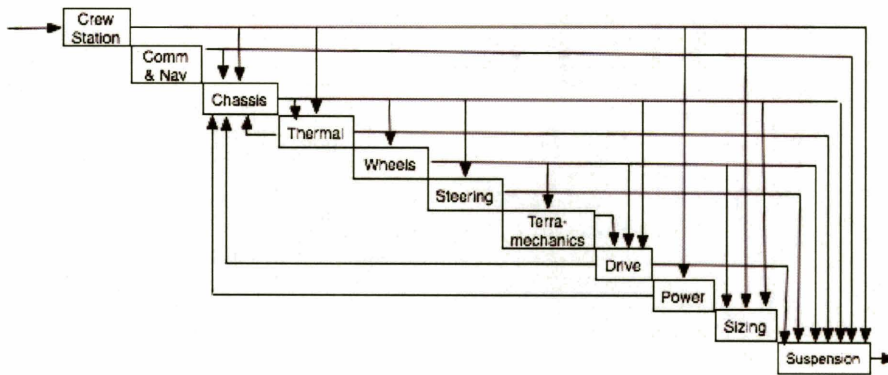 Crew
Station
Comm
& Nav
Chassis
Thermal
Wheels
Steering
Terra-
mechanics
Drive
Power
Sizing
Suspension